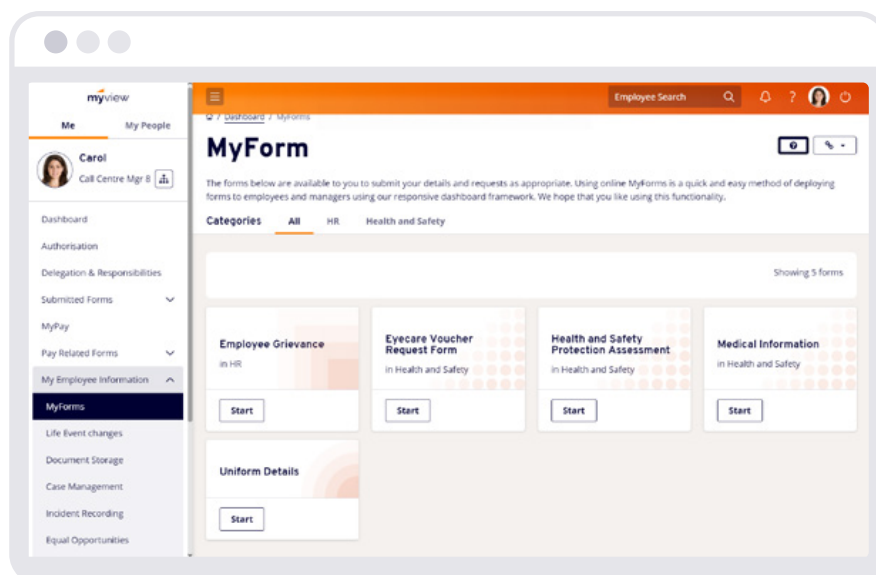 myview
Me
My People
Carol
Call Centre Mgr 8
Dashboard
Authorisation
Delegation & Responsibilities
Submitted Forms
MyPay
Pay Related Forms
My Employee Information
MyForms
Life Event changes
Document Storage
Case Management
Incident Recording
Equal Opportunities
Employee Search
?
/ Dashboard / MyForms
MyForm
The forms below are available to you to submit your details and requests as appropriate. Using online MyForms is a quick and easy method of deploying
forms to employees and managers using our responsive dashboard framework. We hope that you like using this functionality.
Categories All HR Health and Safety
Showing 5 forms
Employee Grievance
in HR
Start
Eyecare Voucher
Request Form
in Health and Safety
Start
Health and Safety
Protection Assessment
in Health and Safety
Start
Medical Information
in Health and Safety
Start
Uniform Details
Start